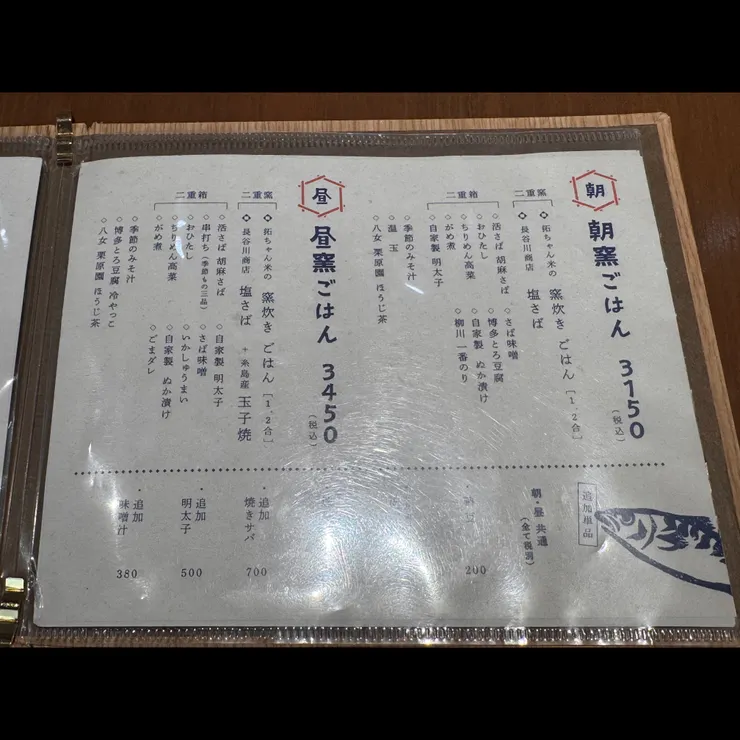 朝
朝窯ごはん 3150
(税込)
二重窯
拓ちゃん米の 窯炊き ごはん [1,2合]
長谷川商店 塩さば
二重箱
◇活さば 胡麻さば ◇さば味噌
◇おひたし ◇博多とろ豆腐
◇ちりめん高菜 ◇自家製 ぬか漬け
◇がめ煮 ◇柳川一番のり
◇自家製 明太子
◇温玉
◇季節のみそ汁
◇八女 栗原園 ほうじ茶
昼
昼窯ごはん 3450
(税込)
二重窯
拓ちゃん米の 窯炊き ごはん [1,2合]
長谷川商店 塩さば + 糸島産 玉子焼
二重箱
◇活さば 胡麻さば ◇自家製 明太子
◇串打ち(季節もの三品) ◇さば味噌
◇おひたし ◇いかしゅうまい
◇ちりめん高菜 ◇自家製 ぬか漬け
◇がめ煮 ◇ごまダレ
◇季節のみそ汁
◇博多とろ豆腐 冷やっこ
◇八女 栗原園 ほうじ茶
追加単品
朝・昼 共通
(全て税込)
200
・追加 焼きサバ 700
・追加 明太子 500
・追加 味噌汁 380